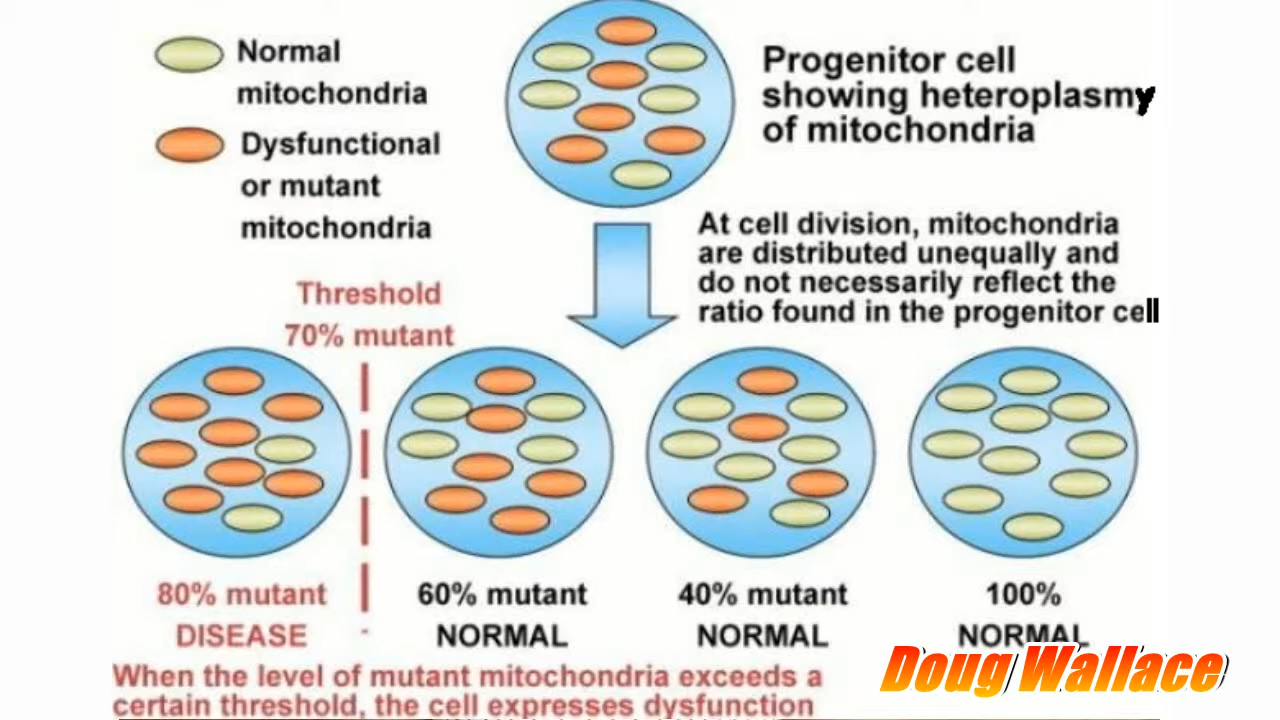 Normal
mitochondria
Dysfunctional
or mutant
mitochondria
Progenitor cell
showing heteroplasmy
of mitochondria
At cell division, mitochondria
are distributed unequally and
do not necessarily reflect the
ratio found in the progenitor cell
Threshold
70% mutant
80% mutant
DISEASE
60% mutant
NORMAL
40% mutant
NORMAL
100%
NORMAL
When the level of mutant mitochondria exceeds a
certain threshold, the cell expresses dysfunction
Doug Wallace